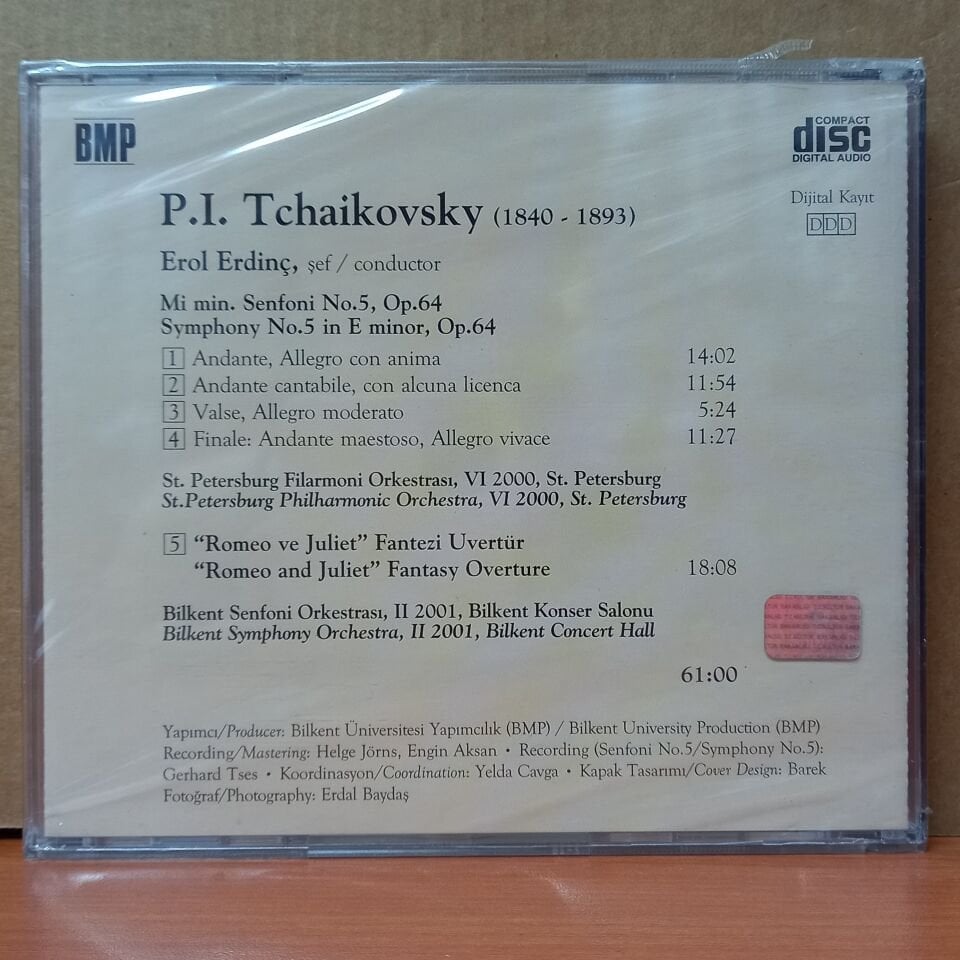 BMP
COMPACT
disc
DIGITAL AUDIO
Dijital Kayıt
DDD
P.I. Tchaikovsky (1840 - 1893)
Erol Erdinç, şef / conductor
Mi min. Senfoni No.5, Op.64
Symphony No.5 in E minor, Op.64
1 Andante, Allegro con anima 14:02
2 Andante cantabile, con alcuna licenca 11:54
3 Valse, Allegro moderato 5:24
4 Finale: Andante maestoso, Allegro vivace 11:27
St. Petersburg Filarmoni Orkestrası, VI 2000, St. Petersburg
St.Petersburg Philharmonic Orchestra, VI 2000, St. Petersburg
5 “Romeo ve Juliet” Fantezi Uvertür
“Romeo and Juliet” Fantasy Overture 18:08
Bilkent Senfoni Orkestrası, II 2001, Bilkent Konser Salonu
Bilkent Symphony Orchestra, II 2001, Bilkent Concert Hall
61:00
Yapımcı/Producer: Bilkent Üniversitesi Yapımcılık (BMP) / Bilkent University Production (BMP)
Recording/Mastering: Helge Jörns, Engin Aksan • Recording (Senfoni No.5/Symphony No.5):
Gerhard Tses • Koordinasyon/Coordination: Yelda Cavga • Kapak Tasarımı/Cover Design: Barek
Fotoğraf/Photography: Erdal Baydaş